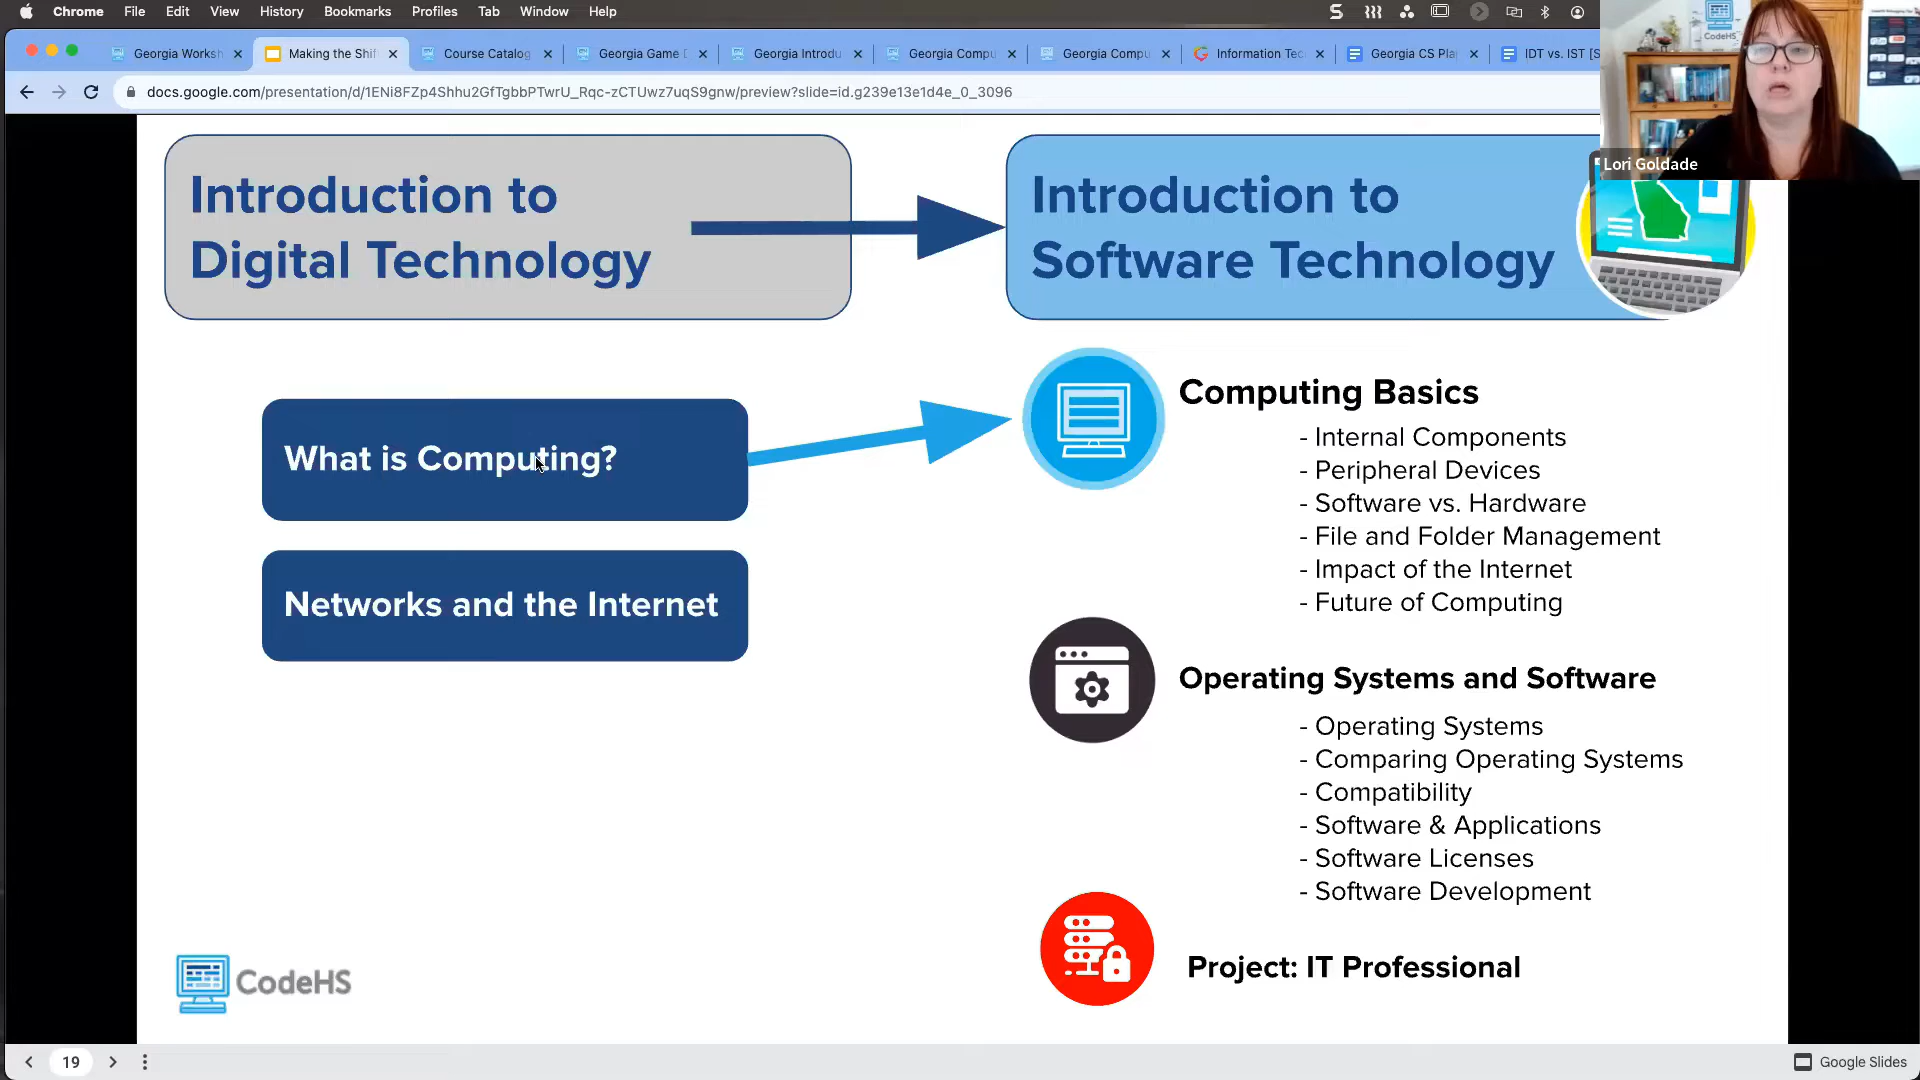 Chrome File Edit View History Bookmarks Profiles Tab Window Help
Georgia Worksh
Making the Shif
Course Catalog
Georgia Game D
Georgia Introdu
Georgia Compu
Georgia Compu
Information Tec
Georgia CS Pla
IDT vs. IST [S
docs.google.com/presentation/d/1ENi8FZp4Shhu2GfTgbbPTwrU_Rqc-zCTUwz7uqS9gnw/preview?slide=id.g239e13e1d4e_0_3096
CodeHS
Lori Goldade
Introduction to
Digital Technology
Introduction to
Software Technology
What is Computing?
Networks and the Internet
Computing Basics
- Internal Components
- Peripheral Devices
- Software vs. Hardware
- File and Folder Management
- Impact of the Internet
- Future of Computing
Operating Systems and Software
- Operating Systems
- Comparing Operating Systems
- Compatibility
- Software & Applications
- Software Licenses
- Software Development
Project: IT Professional
CodeHS
19
Google Slides